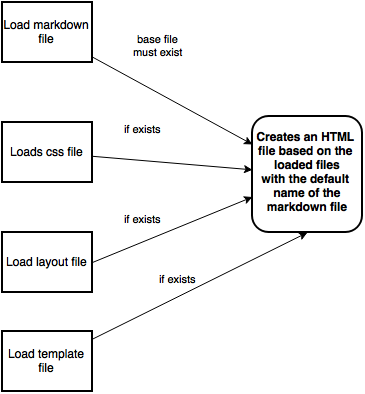 Load markdown
file
base file
must exist
if exists
Loads css file
Creates an HTML
file based on the
loaded files
with the default
name of the
markdown file
if exists
Load layout file
if exists
Load template
file